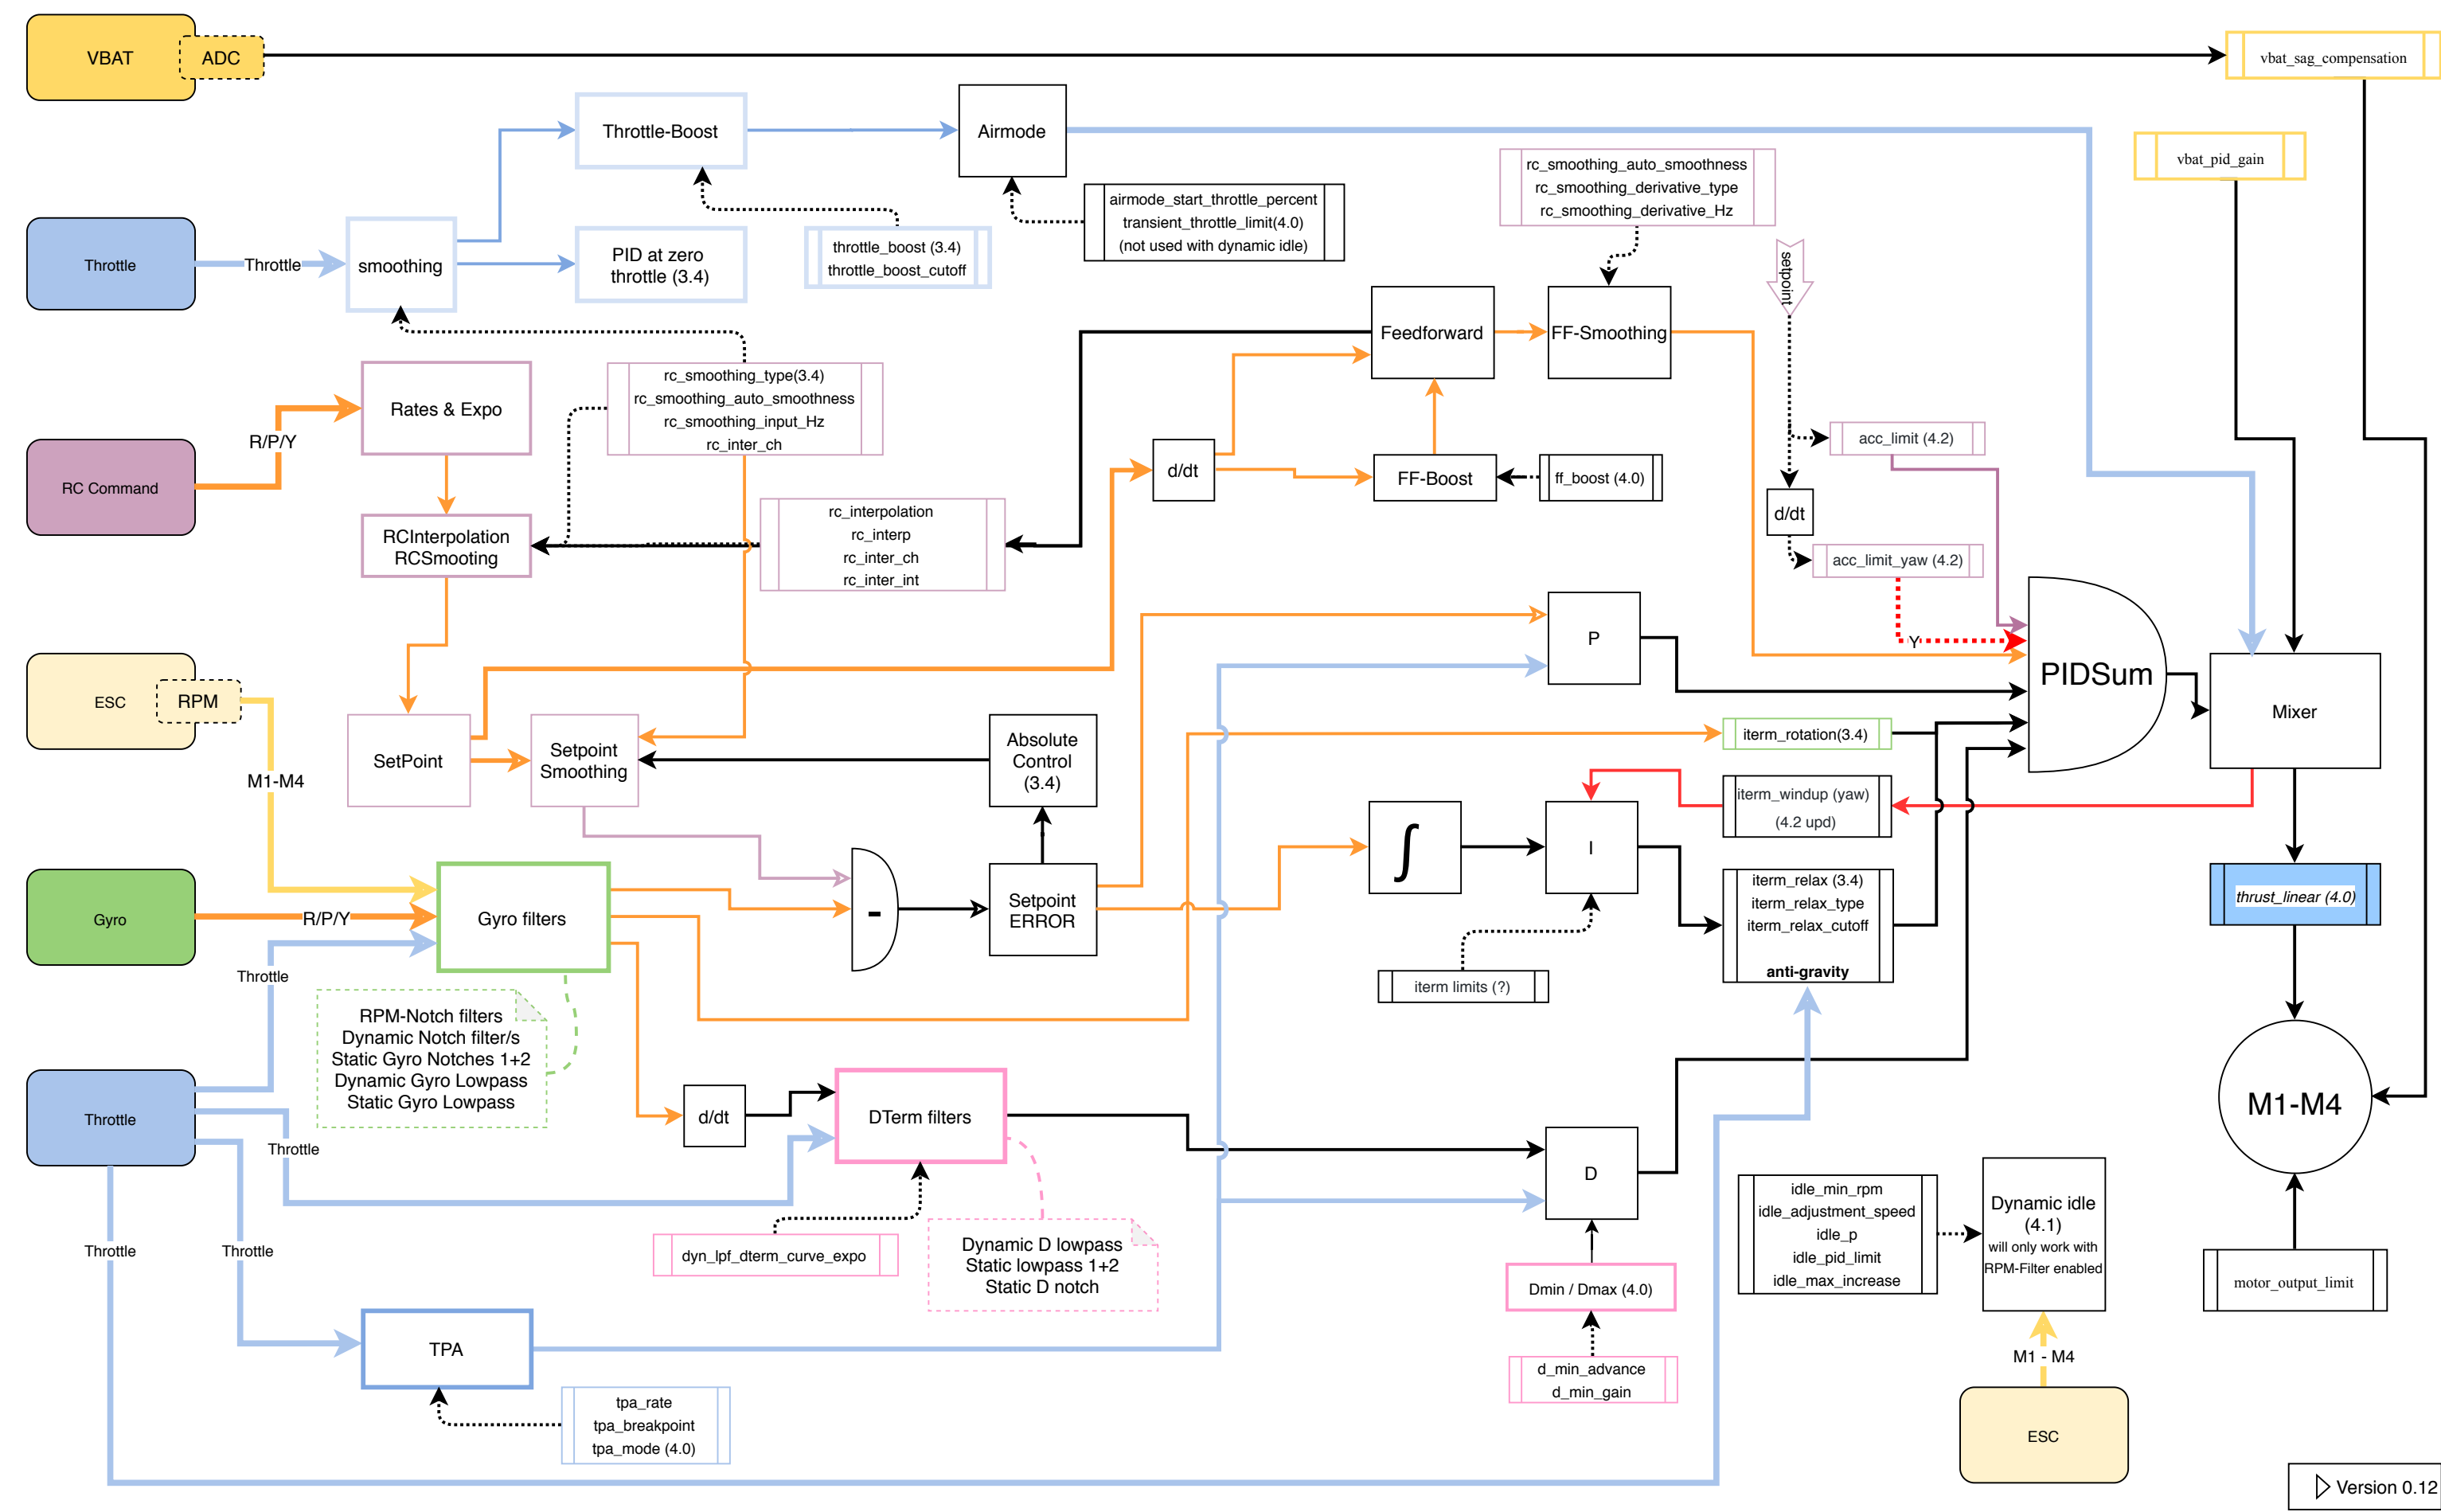 VBAT
ADC
vbat_sag_compensation
Throttle-Boost
Airmode
vbat_pid_gain
rc_smoothing_auto_smoothness
rc_smoothing_derivative_type
rc_smoothing_derivative_Hz
airmode_start_throttle_percent
transient_throttle_limit(4.0)
(not used with dynamic idle)
Throttle
Throttle
smoothing
PID at zero
throttle (3.4)
throttle_boost (3.4)
throttle_boost_cutoff
setpoint
Feedforward
FF-Smoothing
rc_smoothing_type(3.4)
rc_smoothing_auto_smoothness
rc_smoothing_input_Hz
rc_inter_ch
Rates & Expo
R/P/Y
RC Command
d/dt
FF-Boost
ff_boost (4.0)
acc_limit (4.2)
d/dt
acc_limit_yaw (4.2)
RCInterpolation
RCSmooting
rc_interpolation
rc_interp
rc_inter_ch
rc_inter_int
P
Y
PIDSum
Mixer
ESC
RPM
M1-M4
SetPoint
Setpoint
Smoothing
Absolute
Control
(3.4)
iterm_rotation(3.4)
iterm_windup (yaw)
(4.2 upd)
∫
I
iterm_relax (3.4)
iterm_relax_type
iterm_relax_cutoff
anti-gravity
thrust_linear (4.0)
Gyro
R/P/Y
Gyro filters
-
Setpoint
ERROR
iterm limits (?)
Throttle
RPM-Notch filters
Dynamic Notch filter/s
Static Gyro Notches 1+2
Dynamic Gyro Lowpass
Static Gyro Lowpass
Throttle
Throttle
d/dt
DTerm filters
D
M1-M4
Throttle
Throttle
dyn_lpf_dterm_curve_expo
Dynamic D lowpass
Static lowpass 1+2
Static D notch
Dmin / Dmax (4.0)
d_min_advance
d_min_gain
idle_min_rpm
idle_adjustment_speed
idle_p
idle_pid_limit
idle_max_increase
Dynamic idle
(4.1)
will only work with
RPM-Filter enabled
motor_output_limit
TPA
tpa_rate
tpa_breakpoint
tpa_mode (4.0)
M1 - M4
ESC
Version 0.12